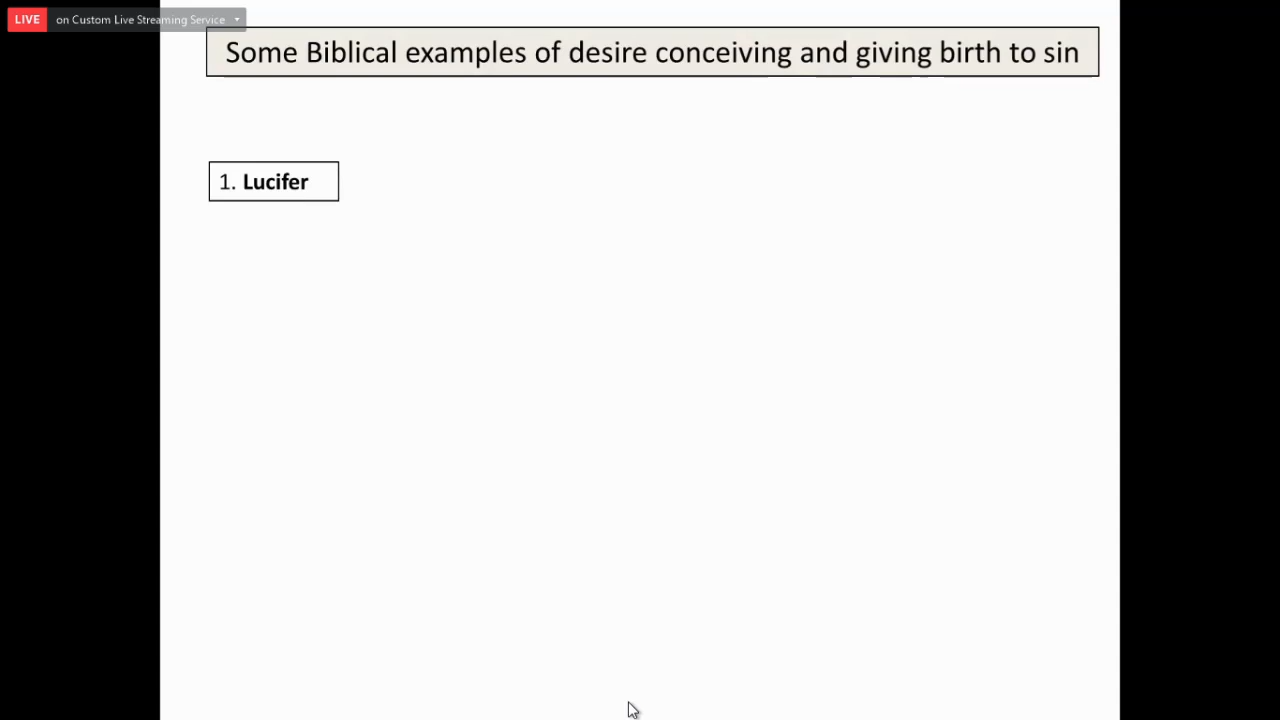 LIVE on Custom Live Streaming Service
Some Biblical examples of desire conceiving and giving birth to sin
1. Lucifer